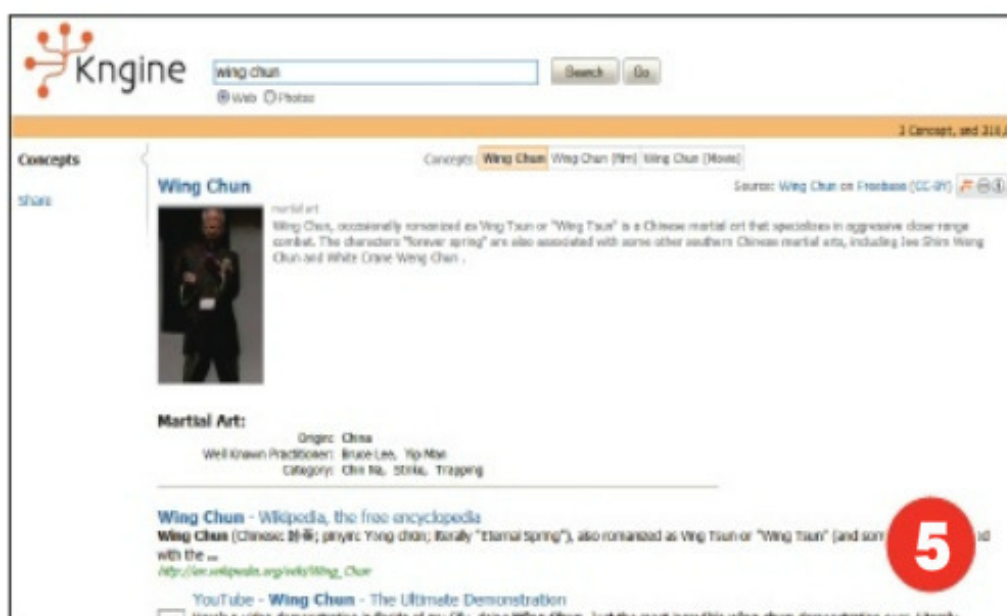 Kngine
wing chun
Search Go
Web Photos
1 Concept, and
Concepts
Concepts: Wing Chun Wing Chun (film) Wing Chun (Movie)
Share
Wing Chun
Source: Wing Chun on Freebase (CC-BY)
martial art
Wing Chun, occasionally romanized as Ving Tsun or "Wing Tsun" is a Chinese martial art that specializes in aggressive close-range
combat. The characters "forever spring" are also associated with some other southern Chinese martial arts, including Jee Shim Weng
Chun and White Crane Weng Chun .
Martial Art:
Origin: China
Well Known Practitioner: Bruce Lee, Yip Man
Category: Chin Na, Strike, Trapping
Wing Chun - Wikipedia, the free encyclopedia
Wing Chun (Chinese: pinyin: Yong chun; literally "Eternal Spring"), also romanized as Ving Tsun or "Wing Tsun" (and som
with the ...
http://en.wikipedia.org/wiki/Wing_Chun
5
YouTube - Wing Chun - The Ultimate Demonstration